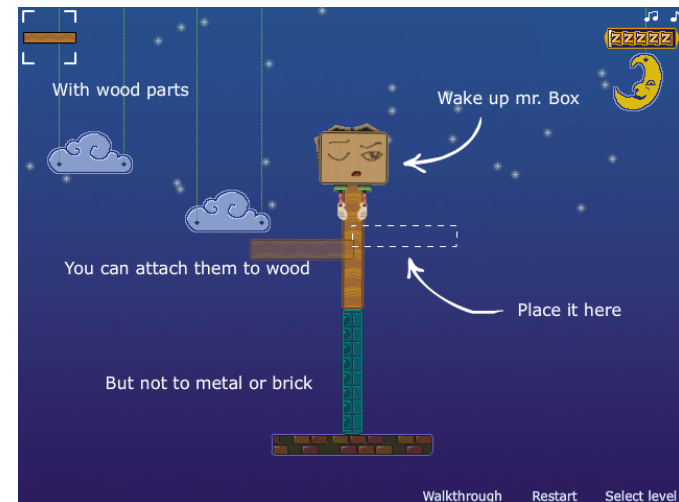 zzzzz
With wood parts
Wake up mr. Box
You can attach them to wood
Place it here
But not to metal or brick
Walkthrough Restart Select level